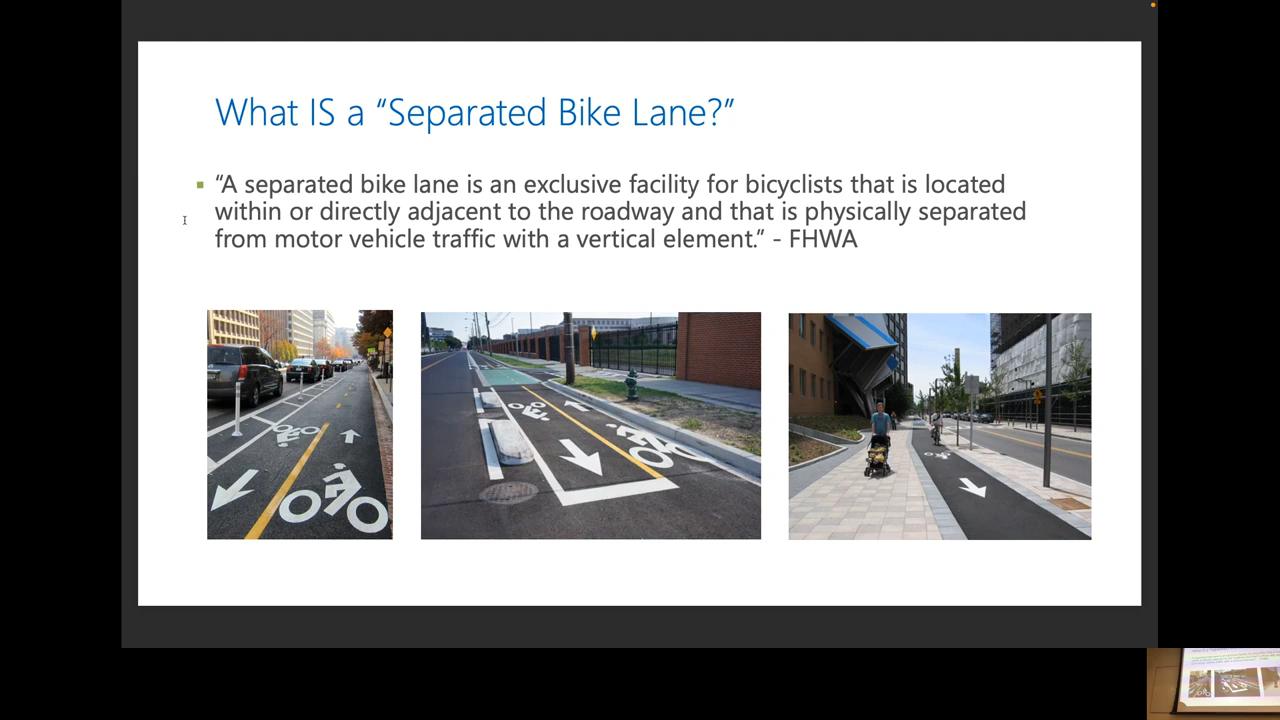 What IS a “Separated Bike Lane?”
“A separated bike lane is an exclusive facility for bicyclists that is located
within or directly adjacent to the roadway and that is physically separated
from motor vehicle traffic with a vertical element.” - FHWA